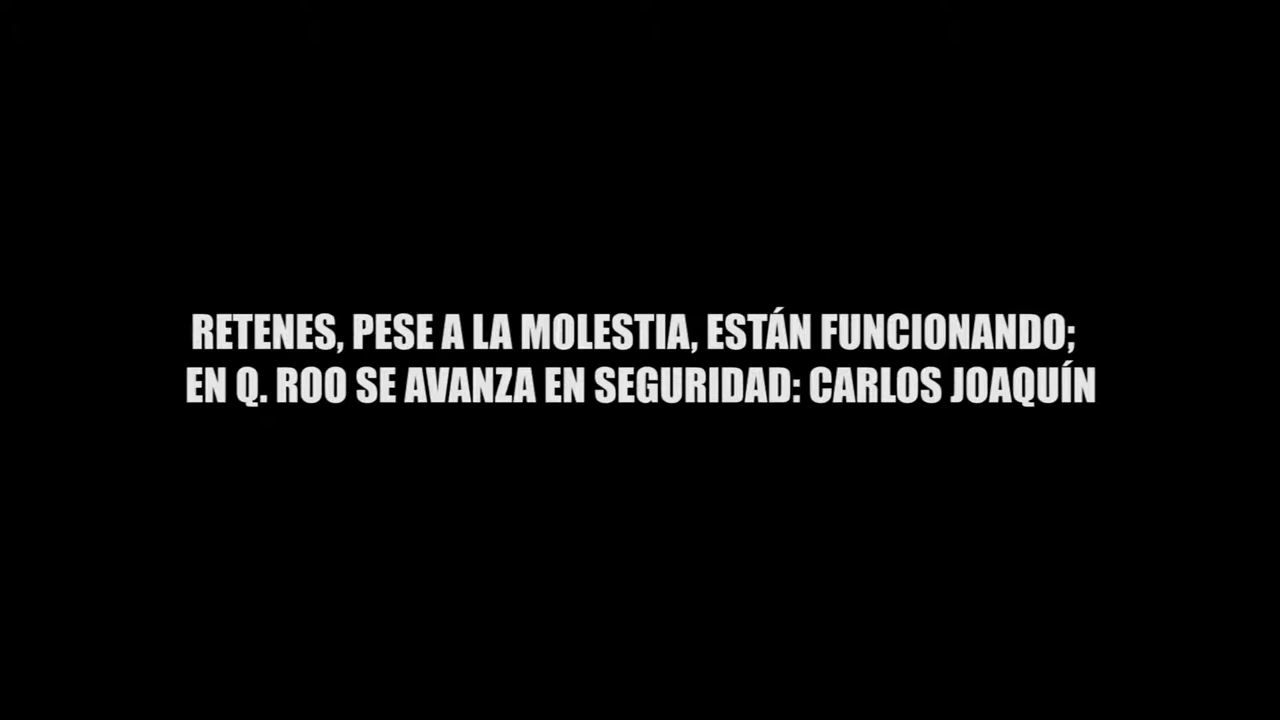 RETENES, PESE A LA MOLESTIA, ESTÁN FUNCIONANDO;
EN Q. ROO SE AVANZA EN SEGURIDAD: CARLOS JOAQUÍN